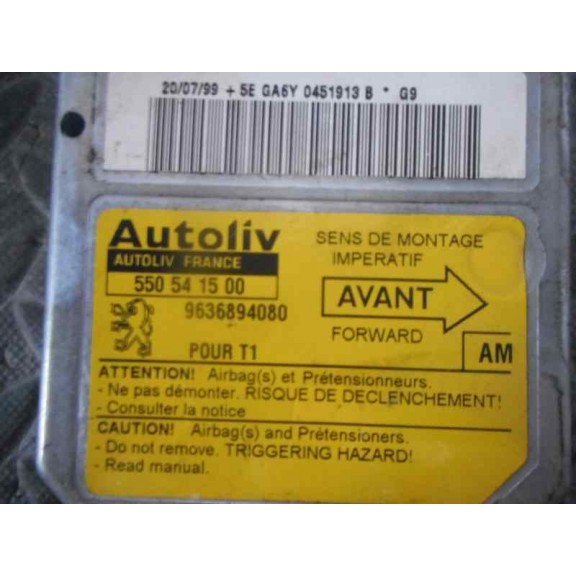 20/07/99 + 5E GA6Y 0451913 B * G9
Autoliv
AUTOLIV FRANCE
550 54 15 00
9636894080
POUR T1
SENS DE MONTAGE
IMPERATIF
AVANT
FORWARD
AM
ATTENTION! Airbag(s) et Prétensionneurs.
- Ne pas démonter. RISQUE DE DECLENCHEMENT!
- Consulter la notice
CAUTION! Airbag(s) and Prétensioners.
- Do not remove. TRIGGERING HAZARD!
- Read manual.